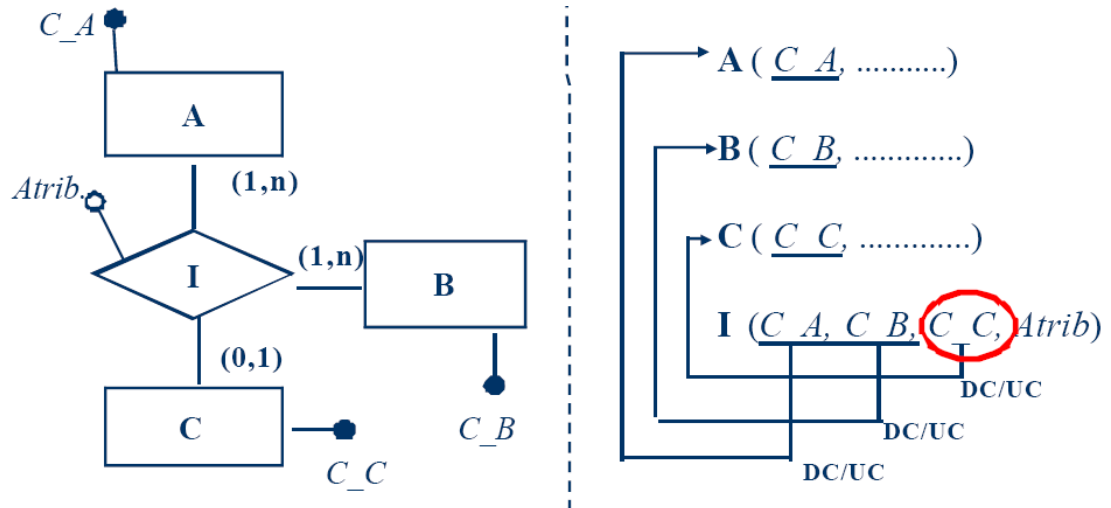 C_A
A
(1,n)
Atrib.
I
(1,n)
B
(0,1)
C
C_B
C_C
A ( C_A, ...........)
B ( C_B, .............)
C ( C_C, .............)
I (C_A, C_B, C_C, Atrib)
DC/UC
DC/UC
DC/UC